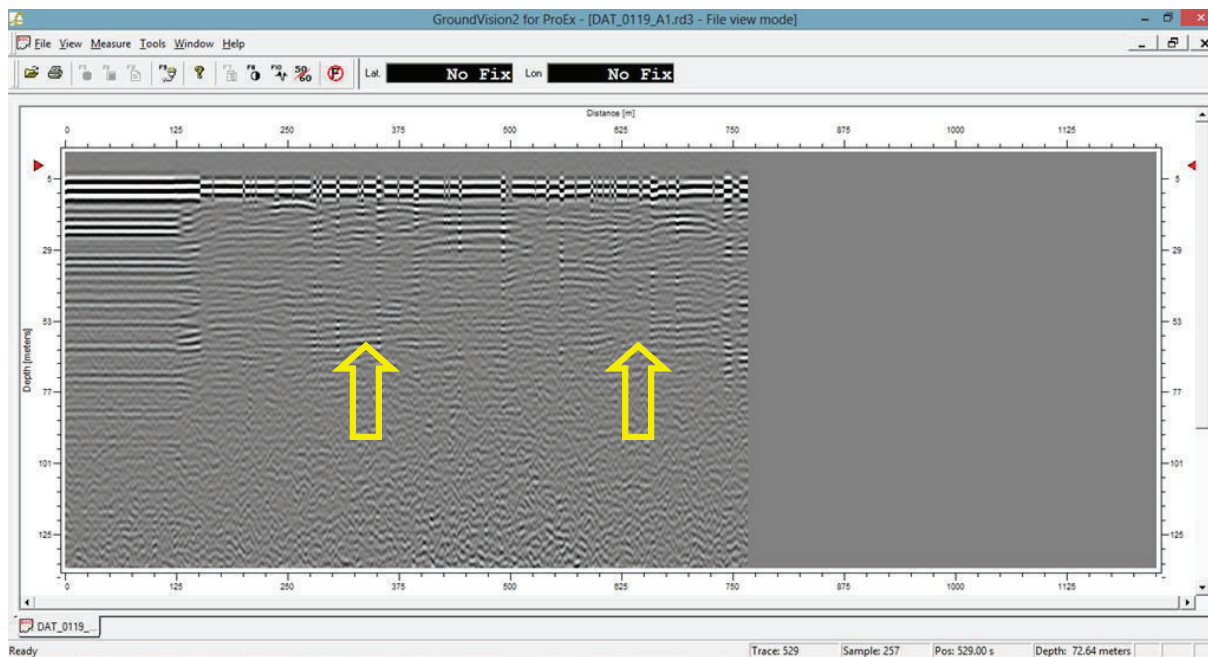 GroundVision2 for ProEx - [DAT_0119_A1.rd3 - File view mode]
File View Measure Tools Window Help
Lat. No Fix Lon No Fix
Distance [m]
0 125 250 375 500 625 750 875 1000 1125
5 5
29 29
53 53
77 77
101 101
125 125
Depth [meters]
0 125 250 375 500 625 750 875 1000 1125
DAT_0119_...
Ready Trace: 529 Sample: 257 Pos: 529.00 s Depth: 72.64 meters